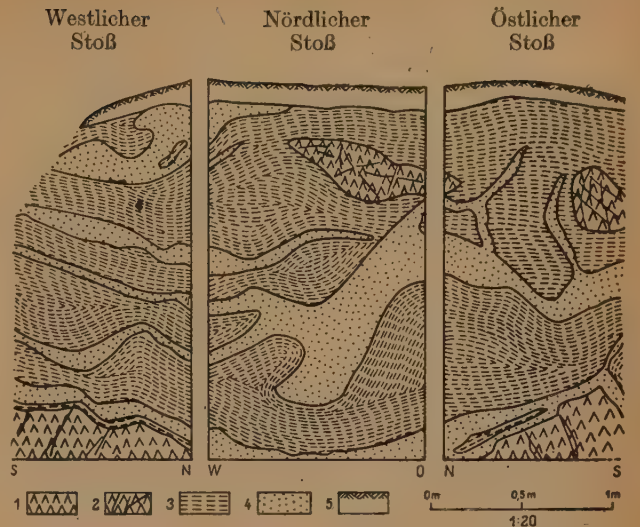 Westlicher
Stoß
Nördlicher
Stoß
Östlicher
Stoß
S N W O N S
1 2 3 4 5 0m 0,5m 1m
1:20